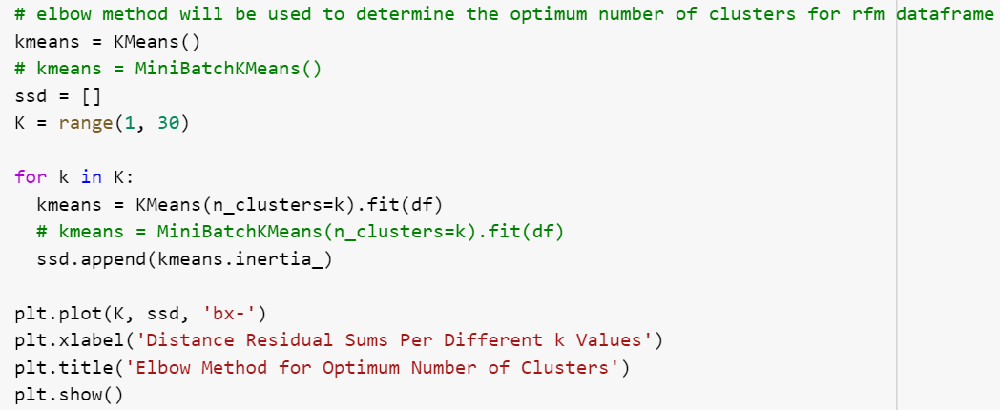 # elbow method will be used to determine the optimum number of clusters for rfm dataframe
kmeans = KMeans()
# kmeans = MiniBatchKMeans()
ssd = []
K = range(1, 30)

for k in K:
  kmeans = KMeans(n_clusters=k).fit(df)
  # kmeans = MiniBatchKMeans(n_clusters=k).fit(df)
  ssd.append(kmeans.inertia_)

plt.plot(K, ssd, 'bx-')
plt.xlabel('Distance Residual Sums Per Different k Values')
plt.title('Elbow Method for Optimum Number of Clusters')
plt.show()